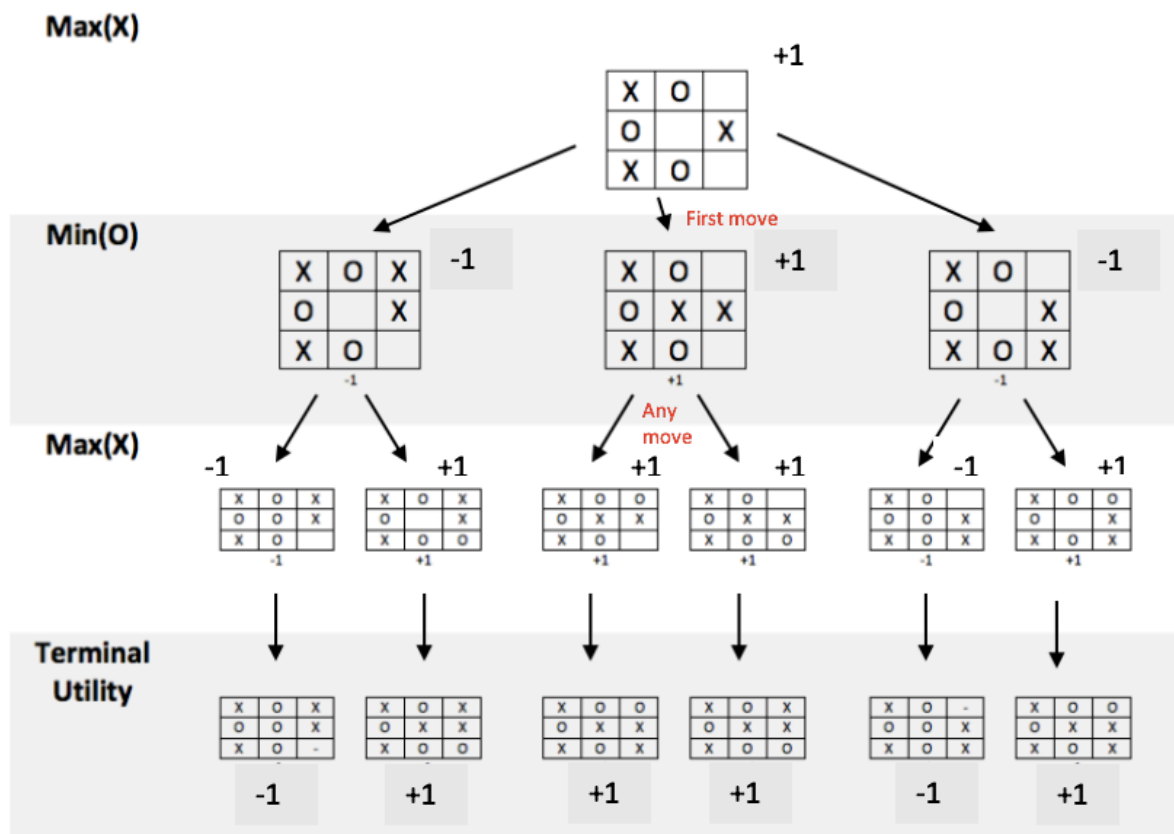 Max(X)
+1
X O
O X
X O
First move
Min(O)
-1
+1
-1
X O X
O X
X O
-1
X O
O X X
X O
+1
X O
O X
X O X
-1
Any
move
Max(X)
-1
+1
+1
+1
-1
+1
X O X
O O X
X O
-1
X O X
O X
X O O
+1
X O O
O X X
X O
+1
X O
O X X
X O O
+1
X O
O O X
X O X
-1
X O O
O X
X O X
+1
Terminal
Utility
X O X
O O X
X O -
-1
X O X
O X X
X O O
+1
X O O
O X X
X O X
+1
X O X
O X X
X O O
+1
X O -
O O X
X O X
-1
X O O
O X X
X O X
+1